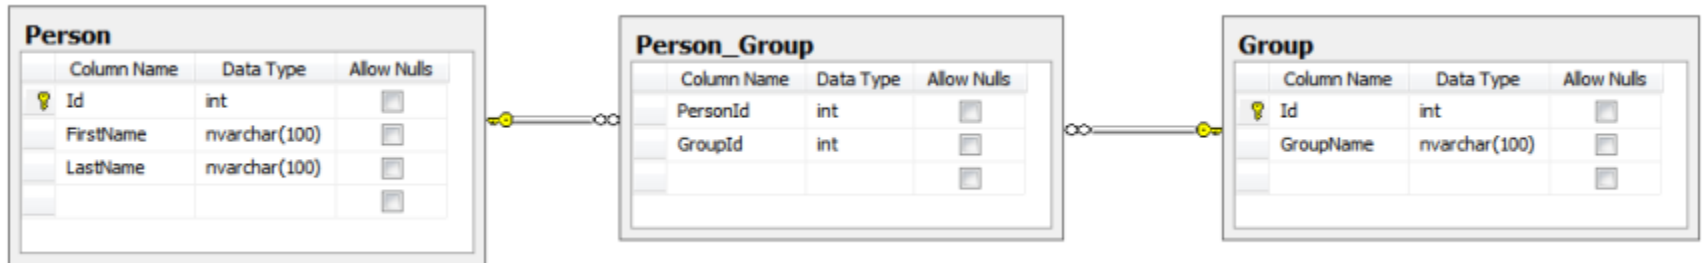 Person
Column Name Data Type Allow Nulls
Id int
FirstName nvarchar(100)
LastName nvarchar(100)
Person_Group
Column Name Data Type Allow Nulls
PersonId int
GroupId int
Group
Column Name Data Type Allow Nulls
Id int
GroupName nvarchar(100)